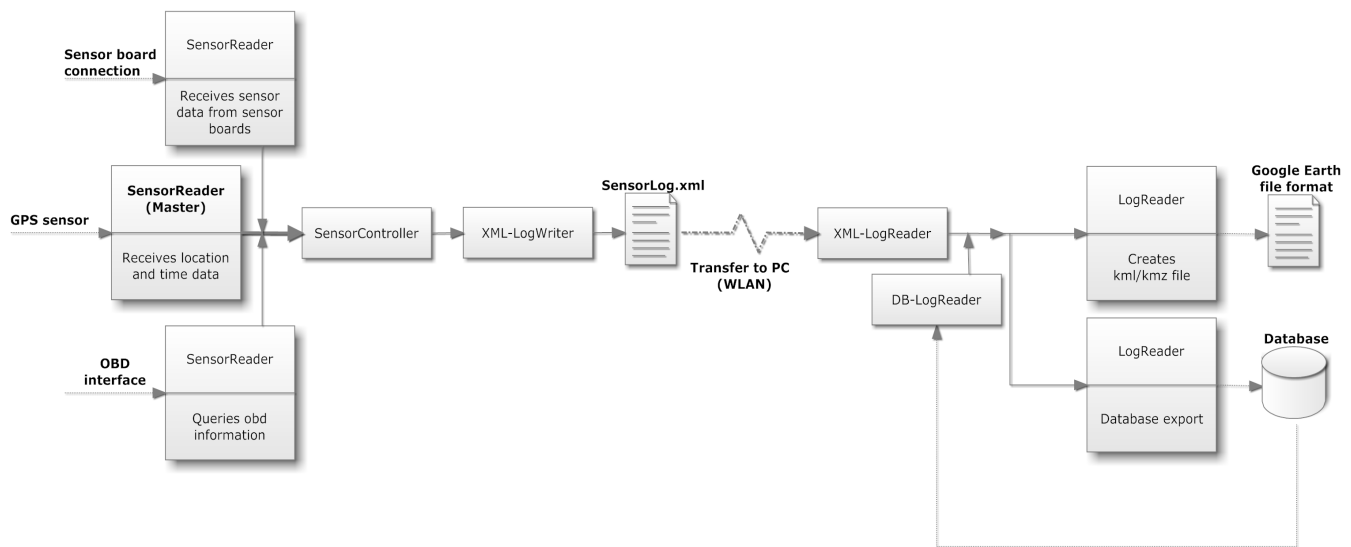 Sensor board
connection
SensorReader
Receives sensor
data from sensor
boards
GPS sensor
SensorReader
(Master)
Receives location
and time data
OBD
interface
SensorReader
Queries obd
information
SensorController
XML-LogWriter
SensorLog.xml
Transfer to PC
(WLAN)
XML-LogReader
DB-LogReader
LogReader
Creates
kml/kmz file
Google Earth
file format
LogReader
Database export
Database